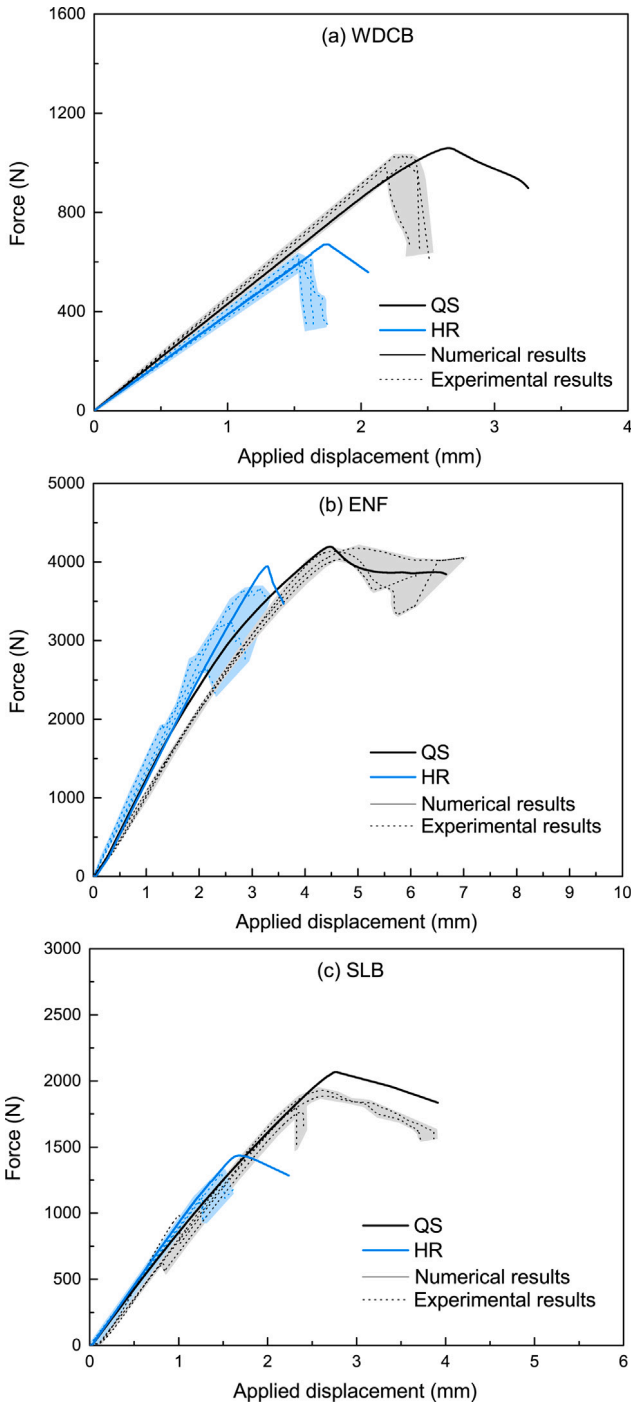 (a) WDCB
1600
1200
800
400
0
Force (N)
QS
HR
Numerical results
Experimental results
0 1 2 3 4
Applied displacement (mm)
(b) ENF
5000
4000
3000
2000
1000
0
Force (N)
QS
HR
Numerical results
Experimental results
0 1 2 3 4 5 6 7 8 9 10
Applied displacement (mm)
(c) SLB
3000
2500
2000
1500
1000
500
0
Force (N)
QS
HR
Numerical results
Experimental results
0 1 2 3 4 5 6
Applied displacement (mm)